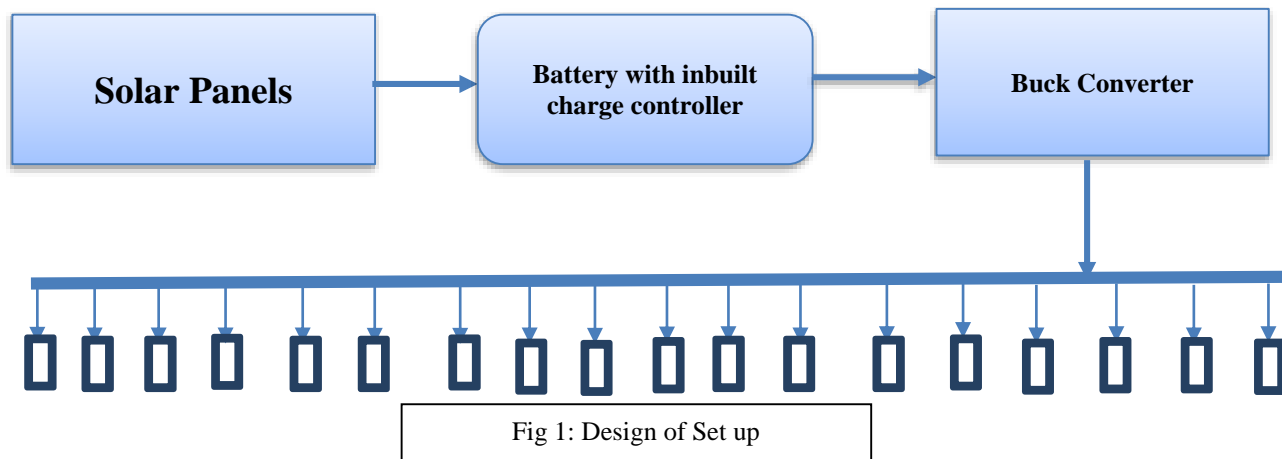 Solar Panels
Battery with inbuilt
charge controller
Buck Converter
Fig 1: Design of Set up